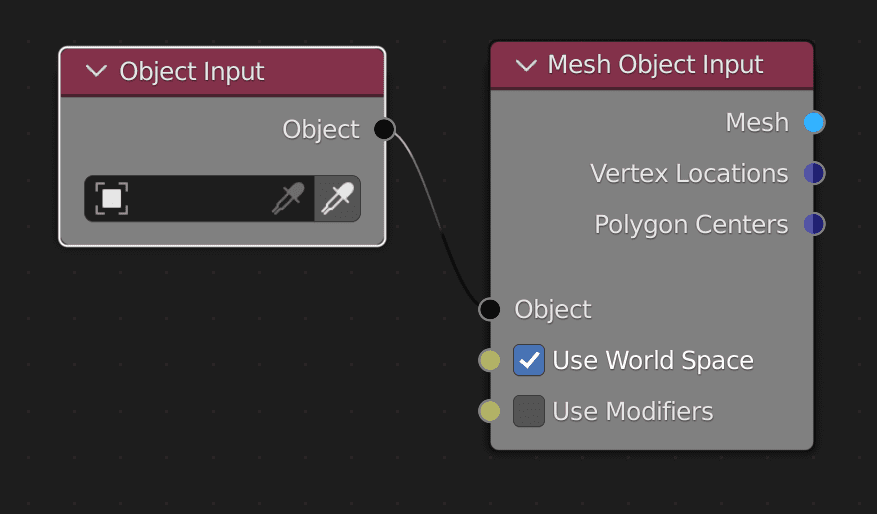 Object Input
Object
Mesh Object Input
Mesh
Vertex Locations
Polygon Centers
Object
Use World Space
Use Modifiers